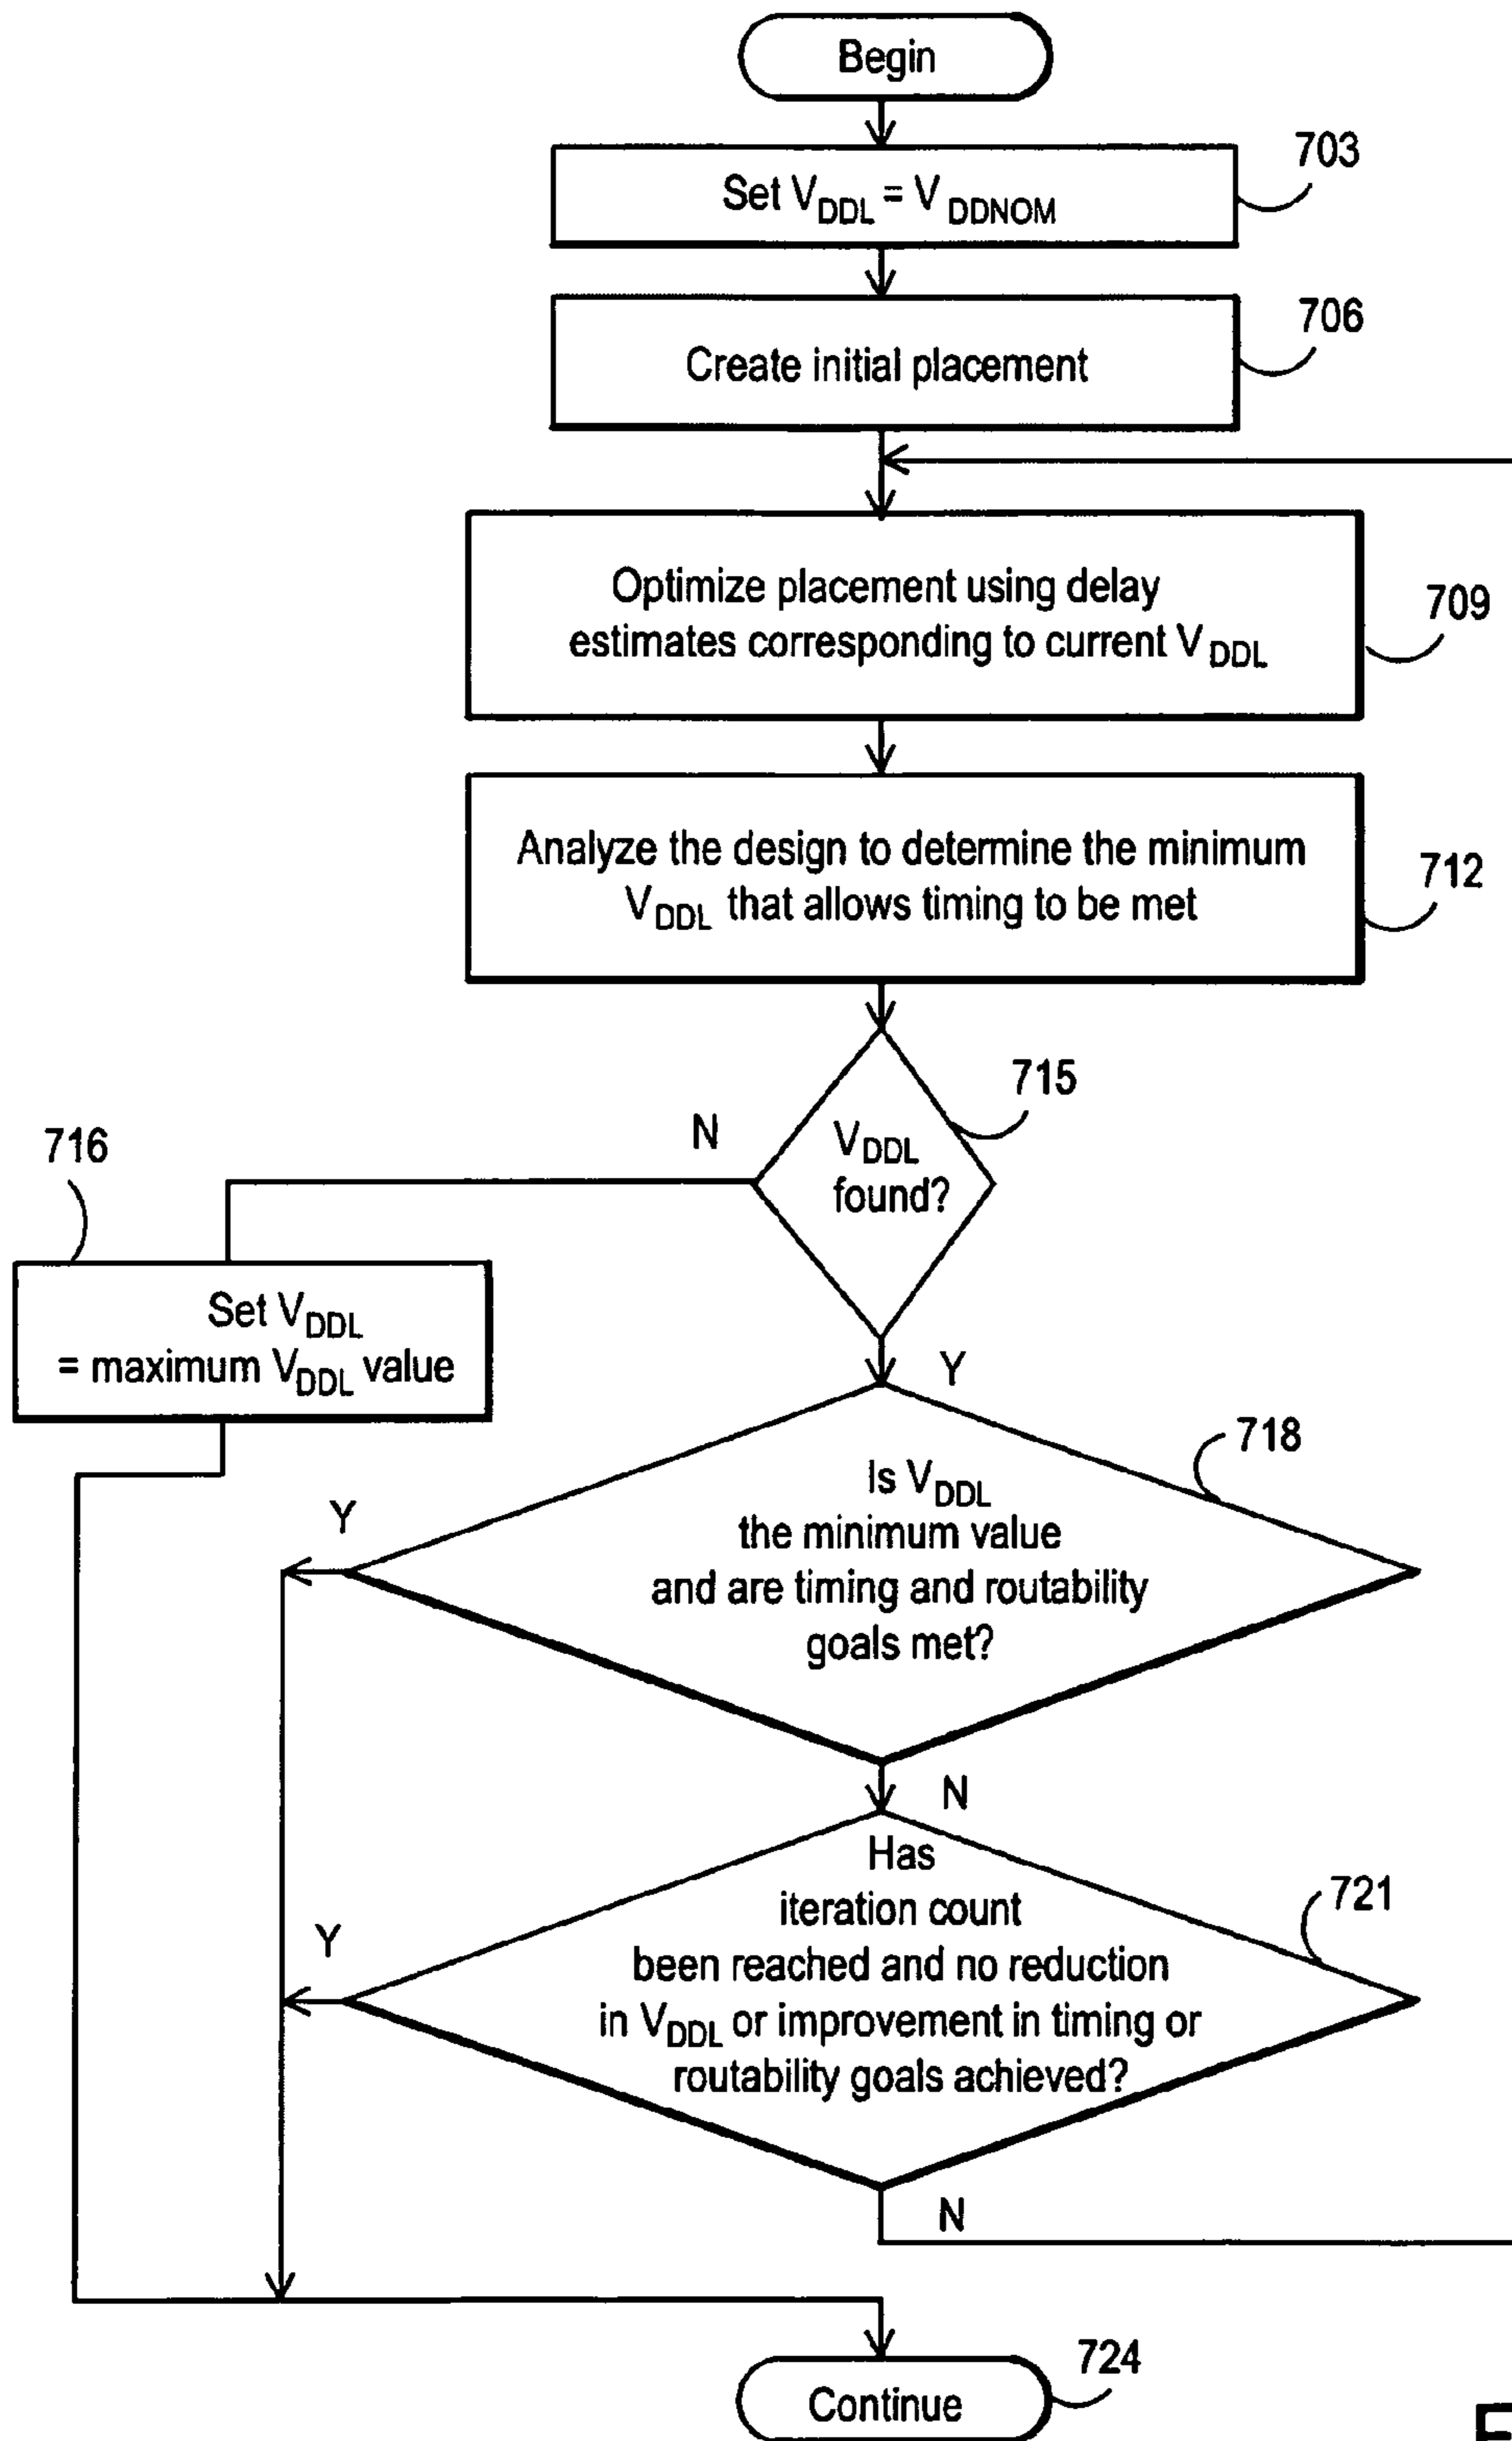 Begin
703
Set VDDL = VDDNOM
706
Create initial placement
709
Optimize placement using delay
estimates corresponding to current VDDL
712
Analyze the design to determine the minimum
VDDL that allows timing to be met
715
N
VDDL
found?
716
Set VDDL
= maximum VDDL value
Y
718
Is VDDL
the minimum value
and are timing and routability
goals met?
Y
N
721
Has
iteration count
been reached and no reduction
in VDDL or improvement in timing or
routability goals achieved?
Y
N
724
Continue